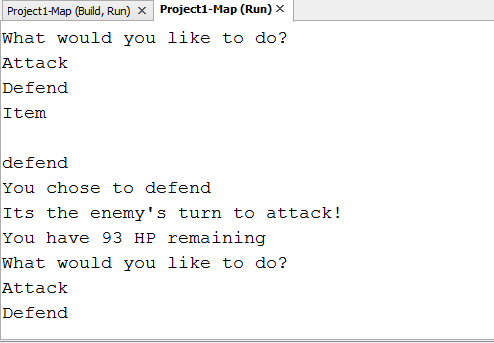 Project1-Map (Build, Run) Project1-Map (Run)
What would you like to do?
Attack
Defend
Item
defend
You chose to defend
Its the enemy's turn to attack!
You have 93 HP remaining
What would you like to do?
Attack
Defend